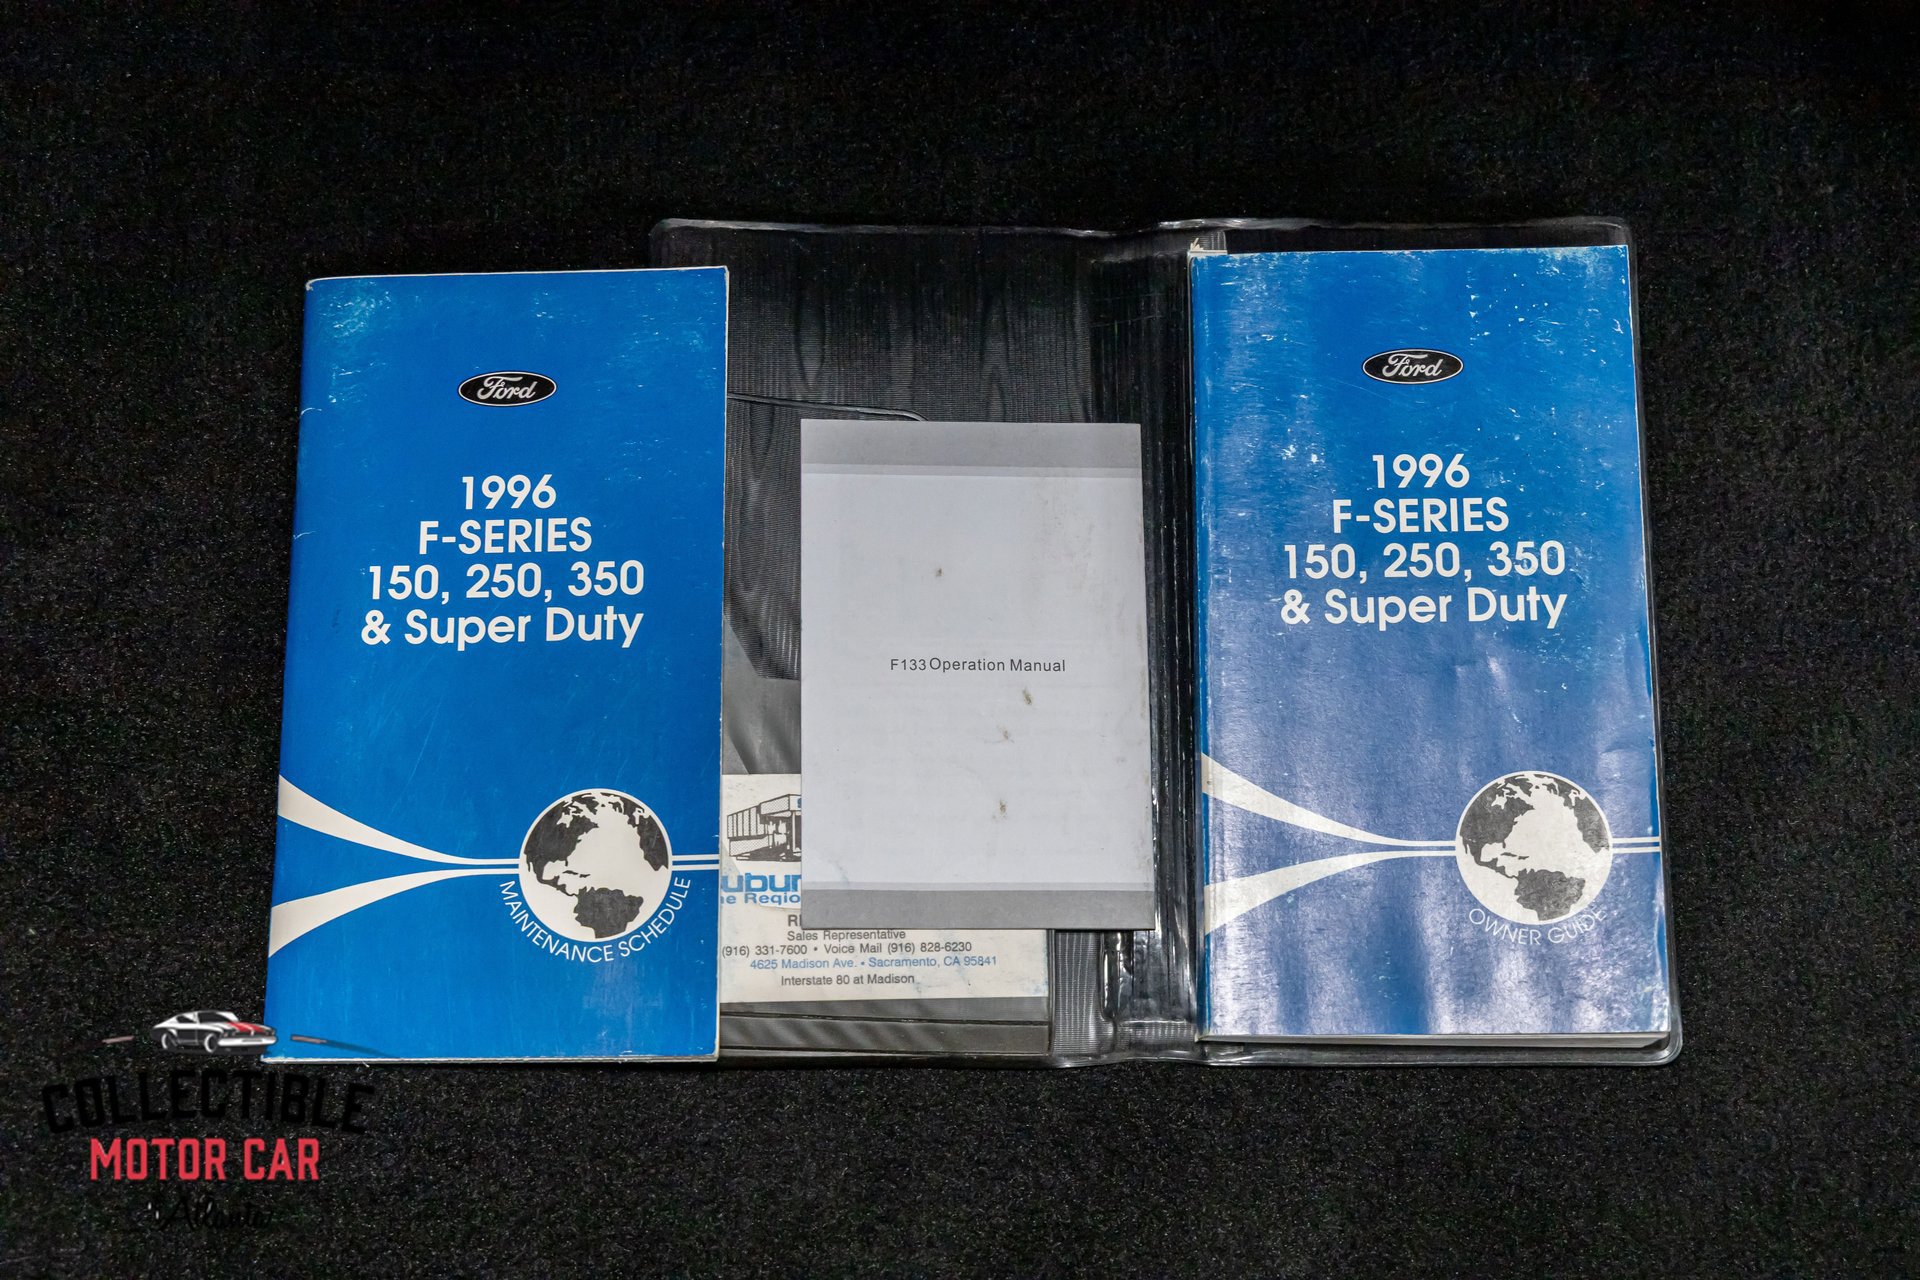 Ford
1996
F-SERIES
150, 250, 350
& Super Duty
MAINTENANCE SCHEDULE
F133 Operation Manual
Sales Representative
(916) 331-7600 • Voice Mail (916) 828-6230
4625 Madison Ave. • Sacramento, CA 95841
Interstate 80 at Madison
Ford
1996
F-SERIES
150, 250, 350
& Super Duty
OWNER GUIDE
COLLECTIBLE
MOTOR CAR
Atlanta